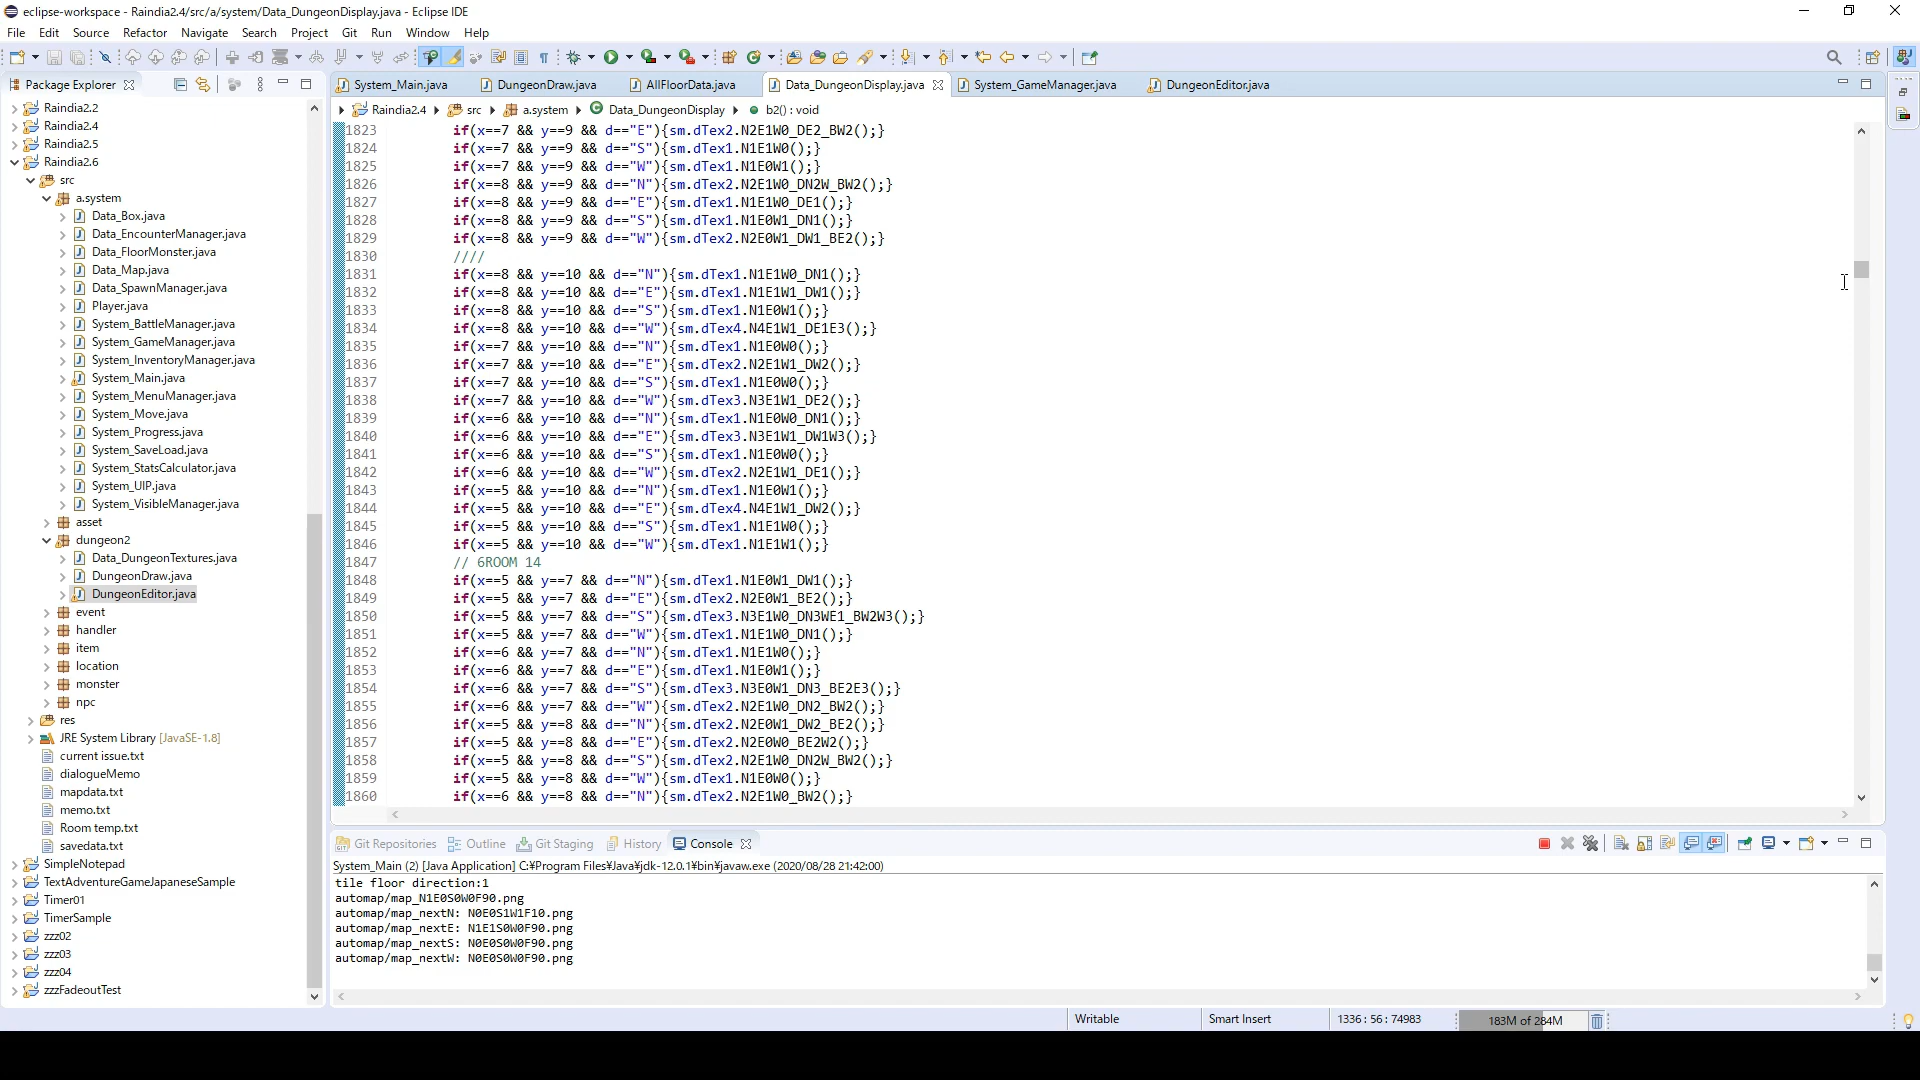 eclipse-workspace - Raindia2.4/src/a/system/Data_DungeonDisplay.java - Eclipse IDE
File Edit Source Refactor Navigate Search Project Git Run Window Help
Package Explorer
System_Main.java DungeonDraw.java AllFloorData.java Data_DungeonDisplay.java System_GameManager.java DungeonEditor.java
Raindia2.4 src a.system Data_DungeonDisplay b2() : void
Raindia2.2
Raindia2.4
Raindia2.5
Raindia2.6
src
a.system
Data_Box.java
Data_EncounterManager.java
Data_FloorMonster.java
Data_Map.java
Data_SpawnManager.java
Player.java
System_BattleManager.java
System_GameManager.java
System_InventoryManager.java
System_Main.java
System_MenuManager.java
System_Move.java
System_Progress.java
System_SaveLoad.java
System_StatsCalculator.java
System_UIP.java
System_VisibleManager.java
asset
dungeon2
Data_DungeonTextures.java
DungeonDraw.java
DungeonEditor.java
event
handler
item
location
monster
npc
res
JRE System Library [JavaSE-1.8]
current issue.txt
dialogueMemo
mapdata.txt
memo.txt
Room temp.txt
savedata.txt
SimpleNotepad
TextAdventureGameJapaneseSample
Timer01
TimerSample
zzz02
zzz03
zzz04
zzzFadeoutTest
1823 if(x==7 && y==9 && d=="E"){sm.dTex2.N2E1W0_DE2_BW2();}
1824 if(x==7 && y==9 && d=="S"){sm.dTex1.N1E1W0();}
1825 if(x==7 && y==9 && d=="W"){sm.dTex1.N1E0W1();}
1826 if(x==8 && y==9 && d=="N"){sm.dTex2.N2E1W0_DN2W_BW2();}
1827 if(x==8 && y==9 && d=="E"){sm.dTex1.N1E1W0_DE1();}
1828 if(x==8 && y==9 && d=="S"){sm.dTex1.N1E0W1_DN1();}
1829 if(x==8 && y==9 && d=="W"){sm.dTex2.N2E0W1_DW1_BE2();}
1830 ////
1831 if(x==8 && y==10 && d=="N"){sm.dTex1.N1E1W0_DN1();}
1832 if(x==8 && y==10 && d=="E"){sm.dTex1.N1E1W1_DW1();}
1833 if(x==8 && y==10 && d=="S"){sm.dTex1.N1E0W1();}
1834 if(x==8 && y==10 && d=="W"){sm.dTex4.N4E1W1_DE1E3();}
1835 if(x==7 && y==10 && d=="N"){sm.dTex1.N1E0W0();}
1836 if(x==7 && y==10 && d=="E"){sm.dTex2.N2E1W1_DW2();}
1837 if(x==7 && y==10 && d=="S"){sm.dTex1.N1E0W0();}
1838 if(x==7 && y==10 && d=="W"){sm.dTex3.N3E1W1_DE2();}
1839 if(x==6 && y==10 && d=="N"){sm.dTex1.N1E0W0_DN1();}
1840 if(x==6 && y==10 && d=="E"){sm.dTex3.N3E1W1_DW1W3();}
1841 if(x==6 && y==10 && d=="S"){sm.dTex1.N1E0W0();}
1842 if(x==6 && y==10 && d=="W"){sm.dTex2.N2E1W1_DE1();}
1843 if(x==5 && y==10 && d=="N"){sm.dTex1.N1E0W1();}
1844 if(x==5 && y==10 && d=="E"){sm.dTex4.N4E1W1_DW2();}
1845 if(x==5 && y==10 && d=="S"){sm.dTex1.N1E1W0();}
1846 if(x==5 && y==10 && d=="W"){sm.dTex1.N1E1W1();}
1847 // 6ROOM 14
1848 if(x==5 && y==7 && d=="N"){sm.dTex1.N1E0W1_DW1();}
1849 if(x==5 && y==7 && d=="E"){sm.dTex2.N2E0W1_BE2();}
1850 if(x==5 && y==7 && d=="S"){sm.dTex3.N3E1W0_DN3WE1_BW2W3();}
1851 if(x==5 && y==7 && d=="W"){sm.dTex1.N1E1W0_DN1();}
1852 if(x==6 && y==7 && d=="N"){sm.dTex1.N1E1W0();}
1853 if(x==6 && y==7 && d=="E"){sm.dTex1.N1E0W1();}
1854 if(x==6 && y==7 && d=="S"){sm.dTex3.N3E0W1_DN3_BE2E3();}
1855 if(x==6 && y==7 && d=="W"){sm.dTex2.N2E1W0_DN2_BW2();}
1856 if(x==5 && y==8 && d=="N"){sm.dTex2.N2E0W1_DW2_BE2();}
1857 if(x==5 && y==8 && d=="E"){sm.dTex2.N2E0W0_BE2W2();}
1858 if(x==5 && y==8 && d=="S"){sm.dTex2.N2E1W0_DN2W_BW2();}
1859 if(x==5 && y==8 && d=="W"){sm.dTex1.N1E0W0();}
1860 if(x==6 && y==8 && d=="N"){sm.dTex2.N2E1W0_BW2();}
Git Repositories Outline Git Staging History Console
System_Main (2) [Java Application] C:¥Program Files¥Java¥jdk-12.0.1¥bin¥javaw.exe (2020/08/28 21:42:00)
tile floor direction:1
automap/map_N1E0S0W0F90.png
automap/map_nextN: N0E0S1W1F10.png
automap/map_nextE: N1E1S0W0F90.png
automap/map_nextS: N0E0S0W0F90.png
automap/map_nextW: N0E0S0W0F90.png
Writable Smart Insert 1336 : 56 : 74983 183M of 284M